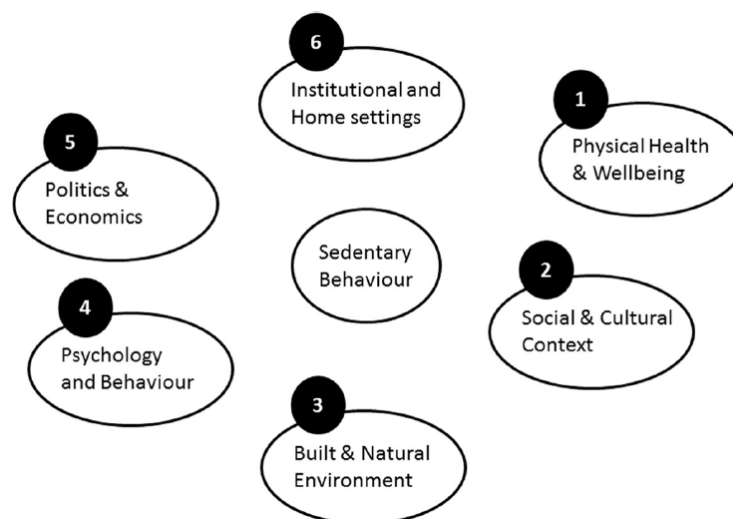 6
Institutional and
Home settings
1
Physical Health
& Wellbeing
5
Politics &
Economics
Sedentary
Behaviour
2
Social & Cultural
Context
4
Psychology
and Behaviour
3
Built & Natural
Environment